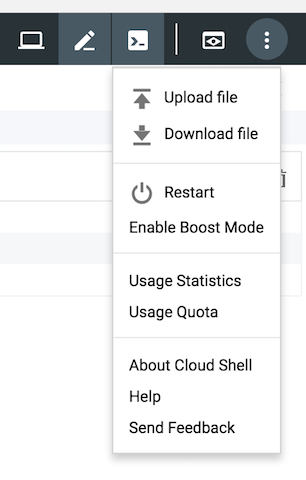 Upload file
Download file
Restart
Enable Boost Mode
Usage Statistics
Usage Quota
About Cloud Shell
Help
Send Feedback